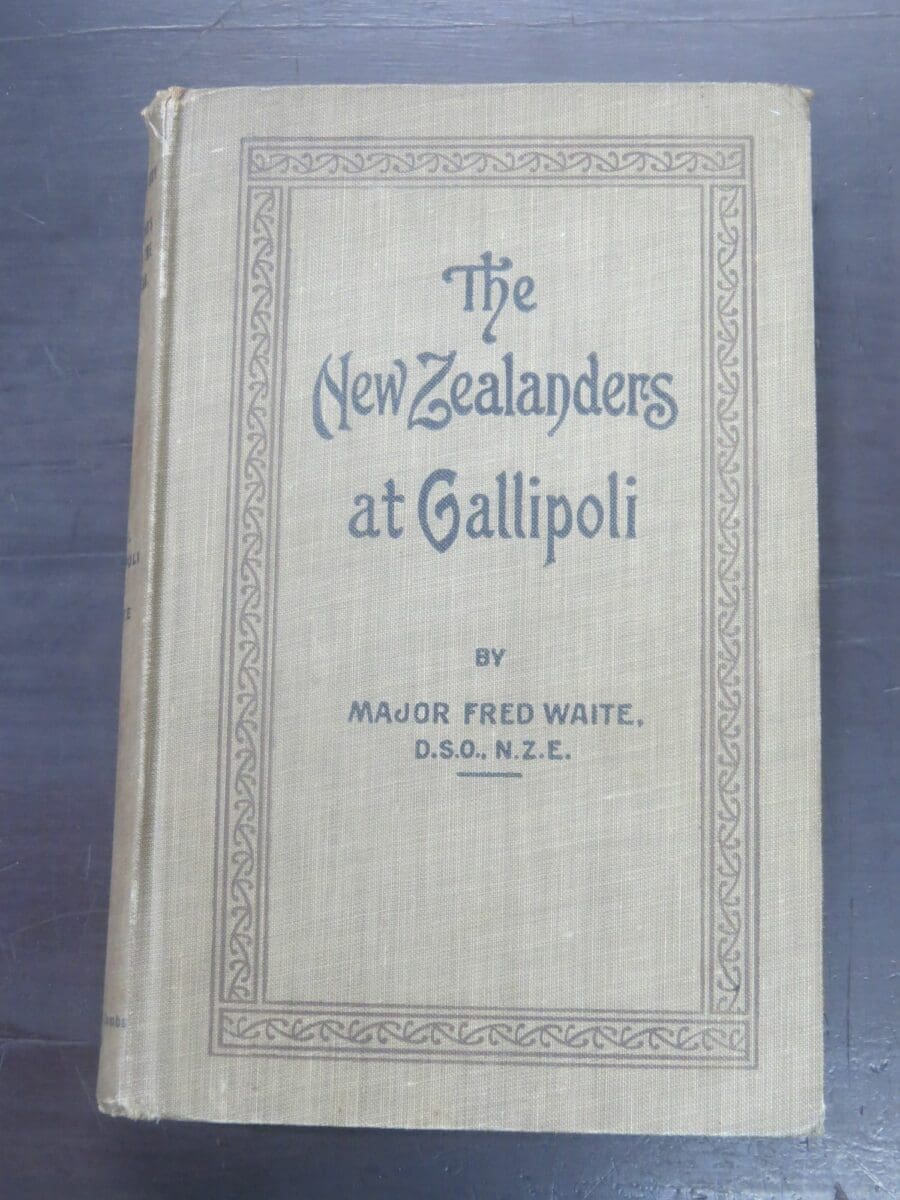 The
New Zealanders
at Gallipoli
BY
MAJOR FRED WAITE,
D.S.O., N.Z.E.